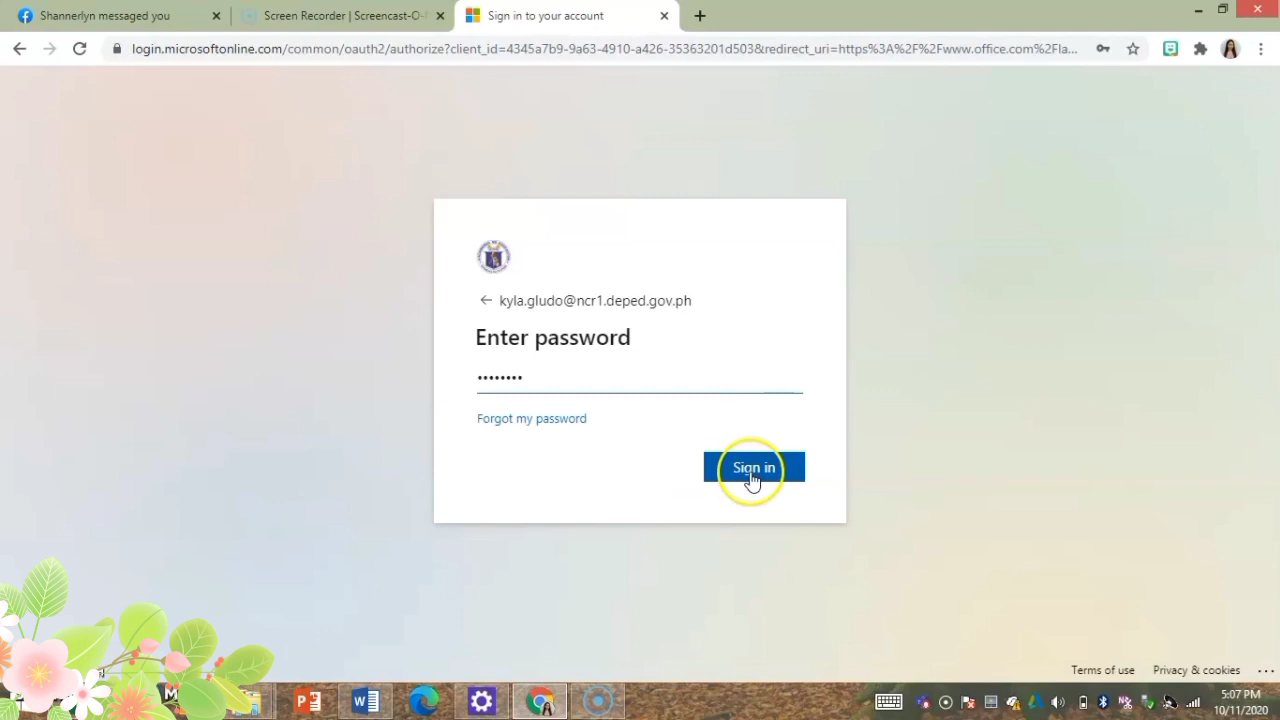 Shannerlyn messaged you
Screen Recorder | Screencast-O-
Sign in to your account
login.microsoftonline.com/common/oauth2/authorize?client_id=4345a7b9-9a63-4910-a426-35363201d503&redirect_uri=https%3A%2F%2Fwww.office.com%2Fla...
kyla.gludo@ncr1.deped.gov.ph
Enter password
••••••••
Forgot my password
Sign in
Terms of use
Privacy & cookies
5:07 PM
10/11/2020